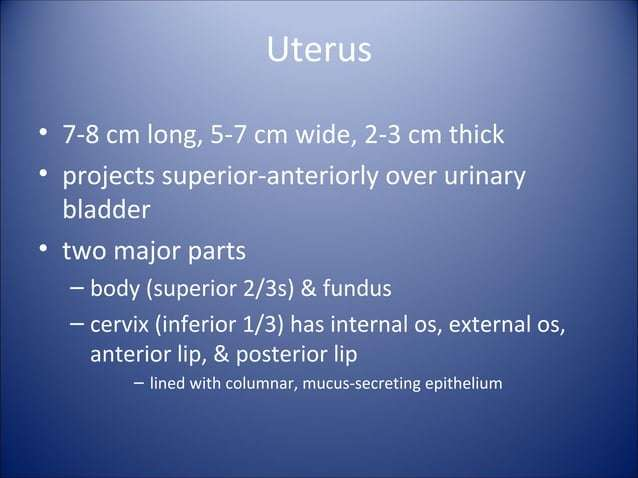 Uterus
• 7-8 cm long, 5-7 cm wide, 2-3 cm thick
• projects superior-anteriorly over urinary
bladder
• two major parts
– body (superior 2/3s) & fundus
– cervix (inferior 1/3) has internal os, external os,
anterior lip, & posterior lip
– lined with columnar, mucus-secreting epithelium